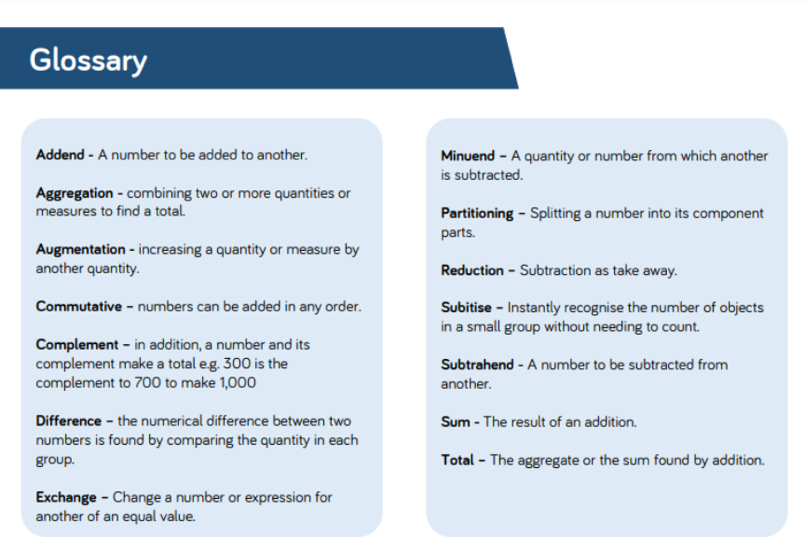 Glossary
Addend - A number to be added to another.
Aggregation - combining two or more quantities or
measures to find a total.
Augmentation - increasing a quantity or measure by
another quantity.
Commutative – numbers can be added in any order.
Complement – in addition, a number and its
complement make a total e.g. 300 is the
complement to 700 to make 1,000
Difference – the numerical difference between two
numbers is found by comparing the quantity in each
group.
Exchange – Change a number or expression for
another of an equal value.
Minuend – A quantity or number from which another
is subtracted.
Partitioning – Splitting a number into its component
parts.
Reduction – Subtraction as take away.
Subitise – Instantly recognise the number of objects
in a small group without needing to count.
Subtrahend - A number to be subtracted from
another.
Sum - The result of an addition.
Total – The aggregate or the sum found by addition.